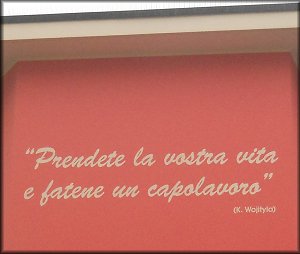 “Prendete la vostra vita
e fatene un capolavoro”
(K. Wojtyla)